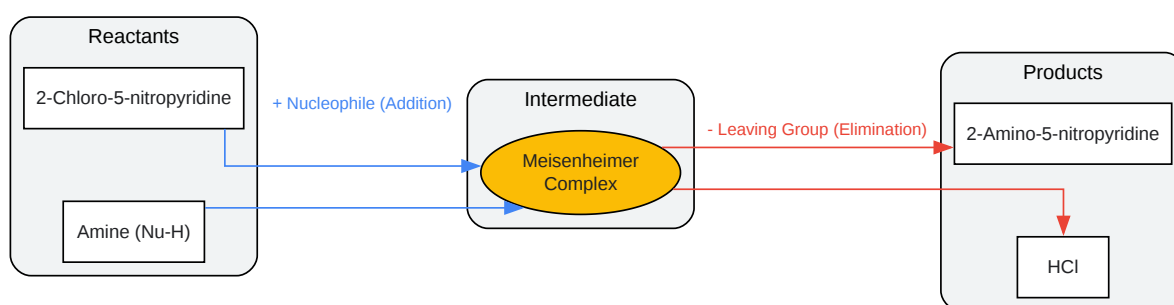 Reactants
2-Chloro-5-nitropyridine
Amine (Nu-H)
+ Nucleophile (Addition)
Intermediate
Meisenheimer
Complex
- Leaving Group (Elimination)
Products
2-Amino-5-nitropyridine
HCl